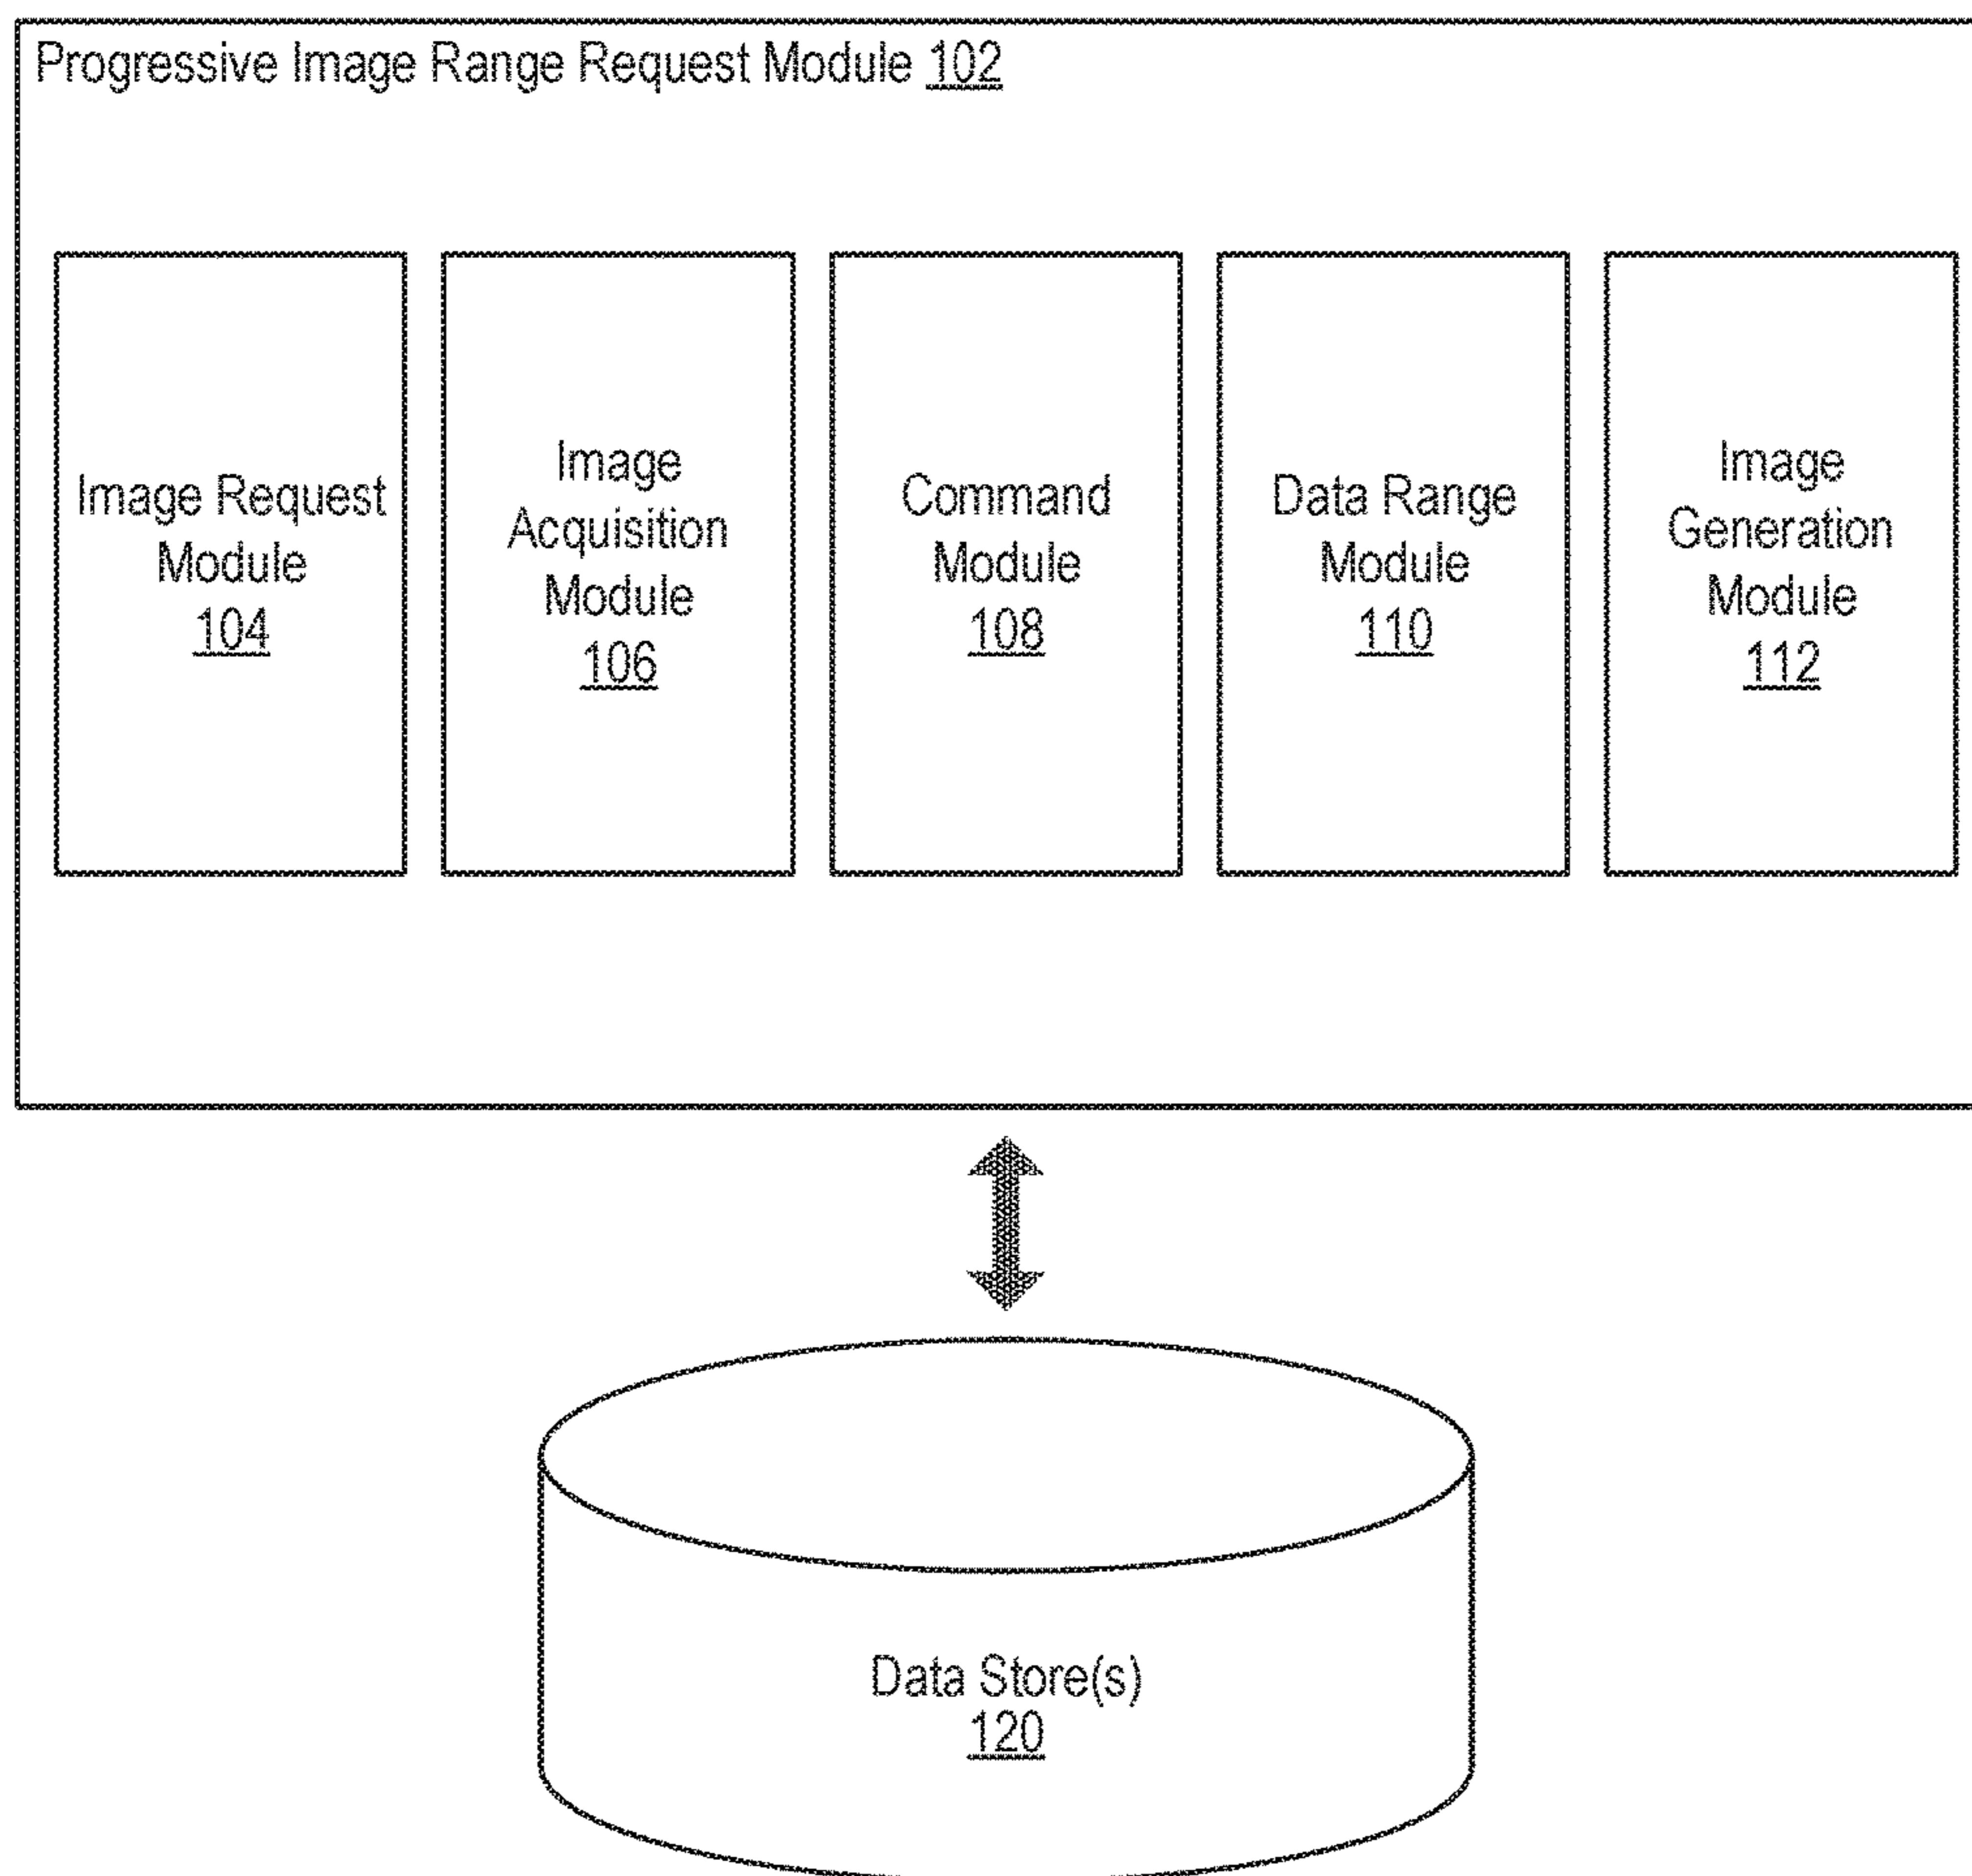 Progressive Image Range Request Module 102
Image Request
Module
104
Image
Acquisition
Module
106
Command
Module
108
Data Range
Module
110
Image
Generation
Module
112
Data Store(s)
120